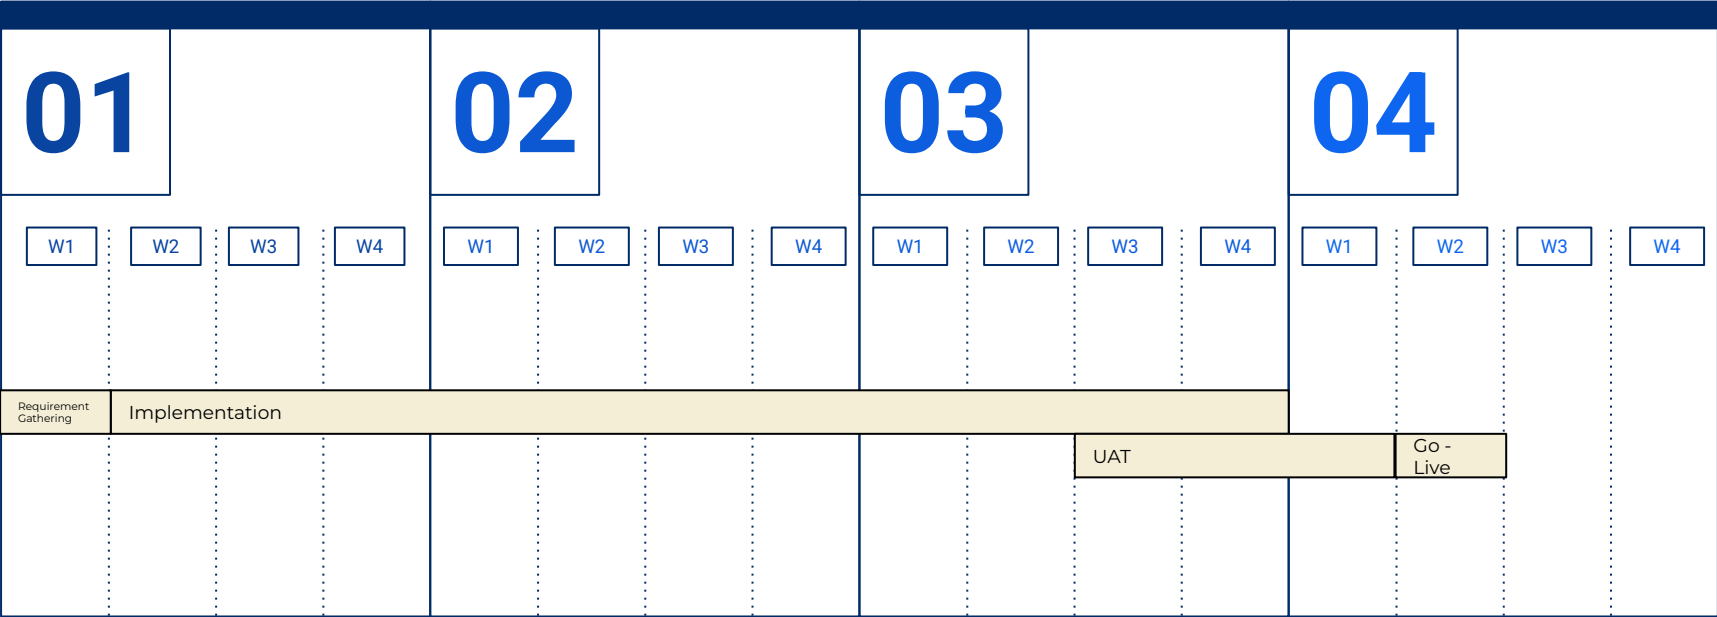 01
02
03
04
W1
W2
W3
W4
W1
W2
W3
W4
W1
W2
W3
W4
W1
W2
W3
W4
Requirement
Gathering
Implementation
UAT
Go -
Live